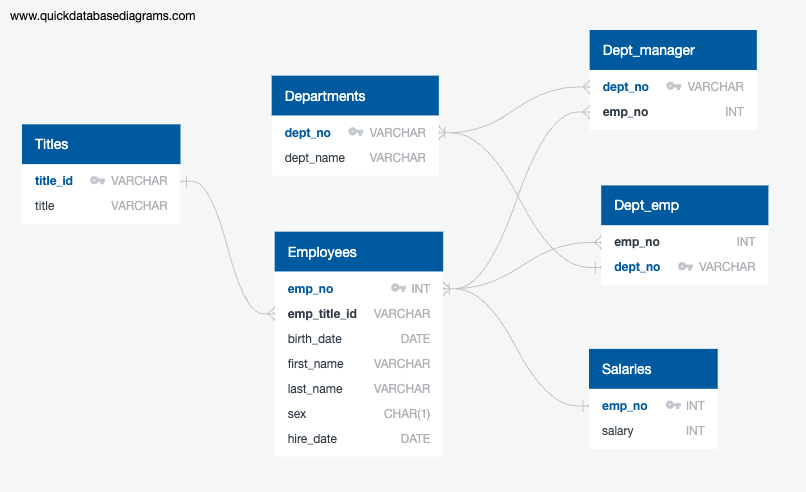 www.quickdatabasediagrams.com
Titles
title_id VARCHAR
title VARCHAR
Departments
dept_no VARCHAR
dept_name VARCHAR
Employees
emp_no INT
emp_title_id VARCHAR
birth_date DATE
first_name VARCHAR
last_name VARCHAR
sex CHAR(1)
hire_date DATE
Dept_manager
dept_no VARCHAR
emp_no INT
Dept_emp
emp_no INT
dept_no VARCHAR
Salaries
emp_no INT
salary INT